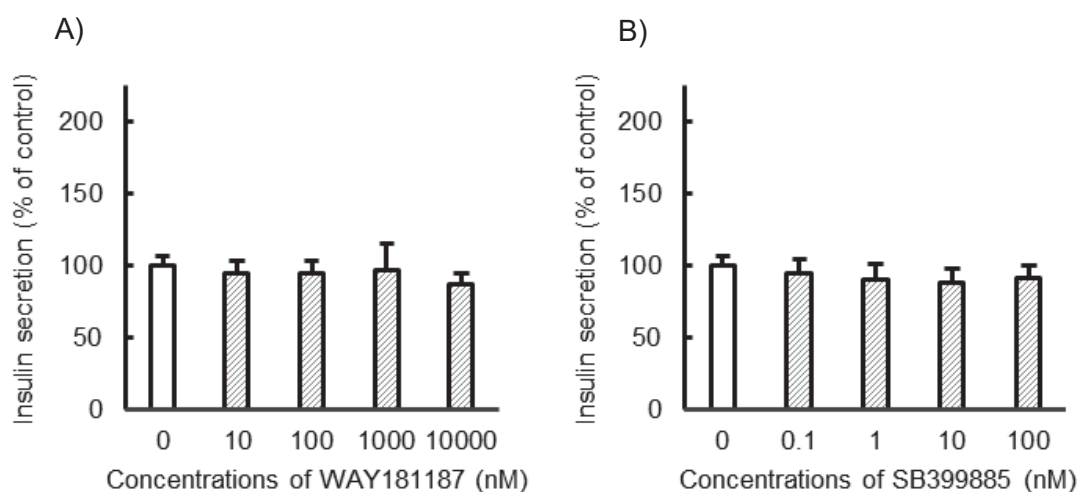 A)
Insulin secretion (% of control)
200
150
100
50
0
0 10 100 1000 10000
Concentrations of WAY181187 (nM)
B)
Insulin secretion (% of control)
200
150
100
50
0
0 0.1 1 10 100
Concentrations of SB399885 (nM)